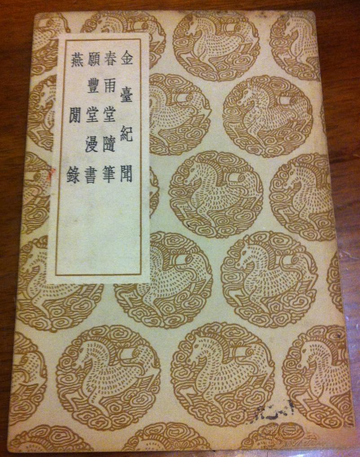 金臺紀聞
春雨堂隨筆
願豐堂漫書
燕閒錄